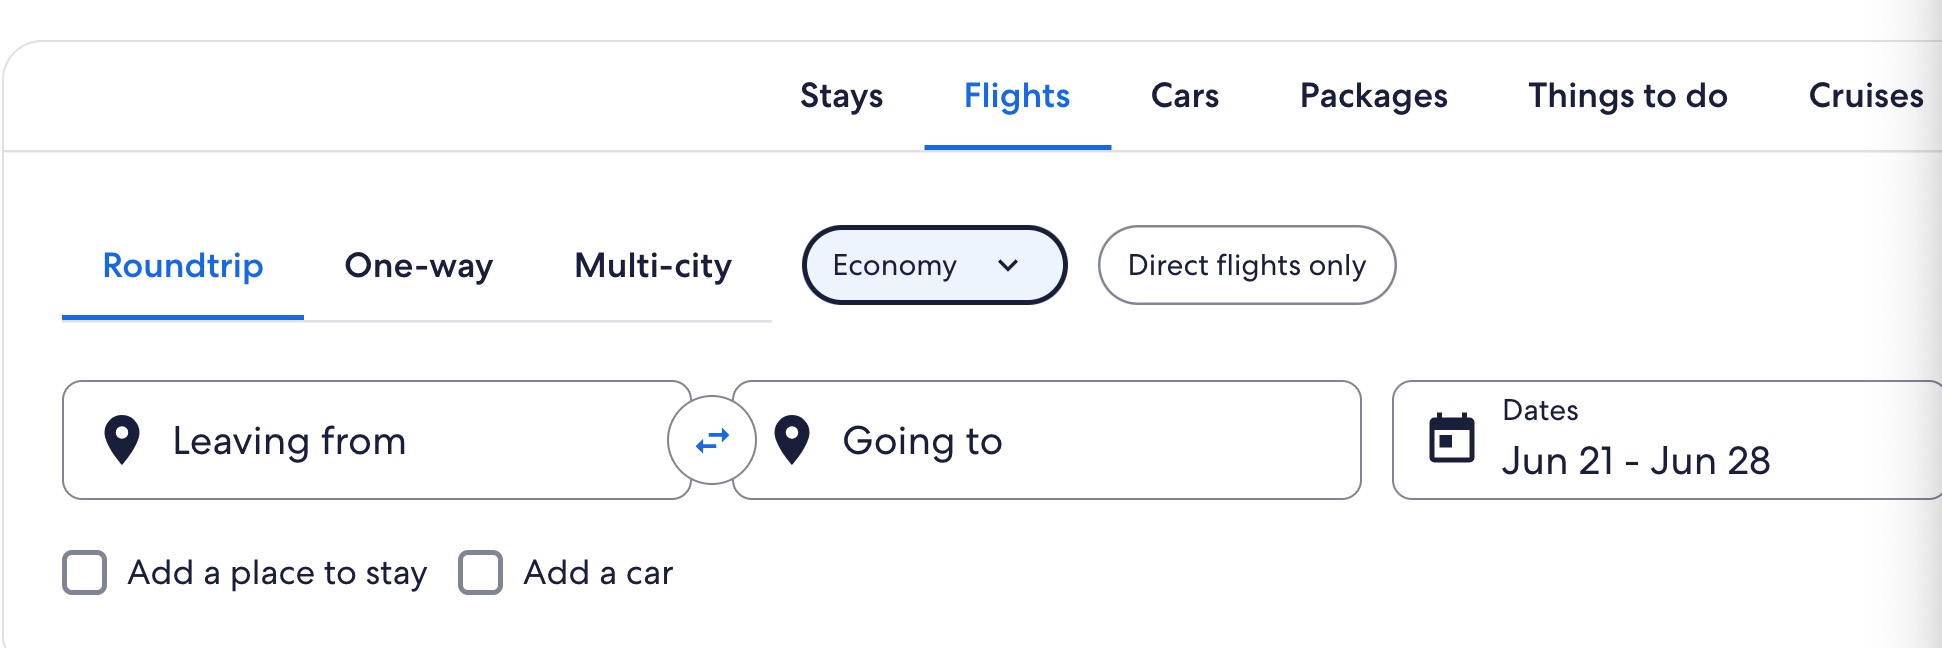 Stays Flights Cars Packages Things to do Cruises
Roundtrip One-way Multi-city Economy Direct flights only
Leaving from Going to Dates
Jun 21 - Jun 28
Add a place to stay Add a car